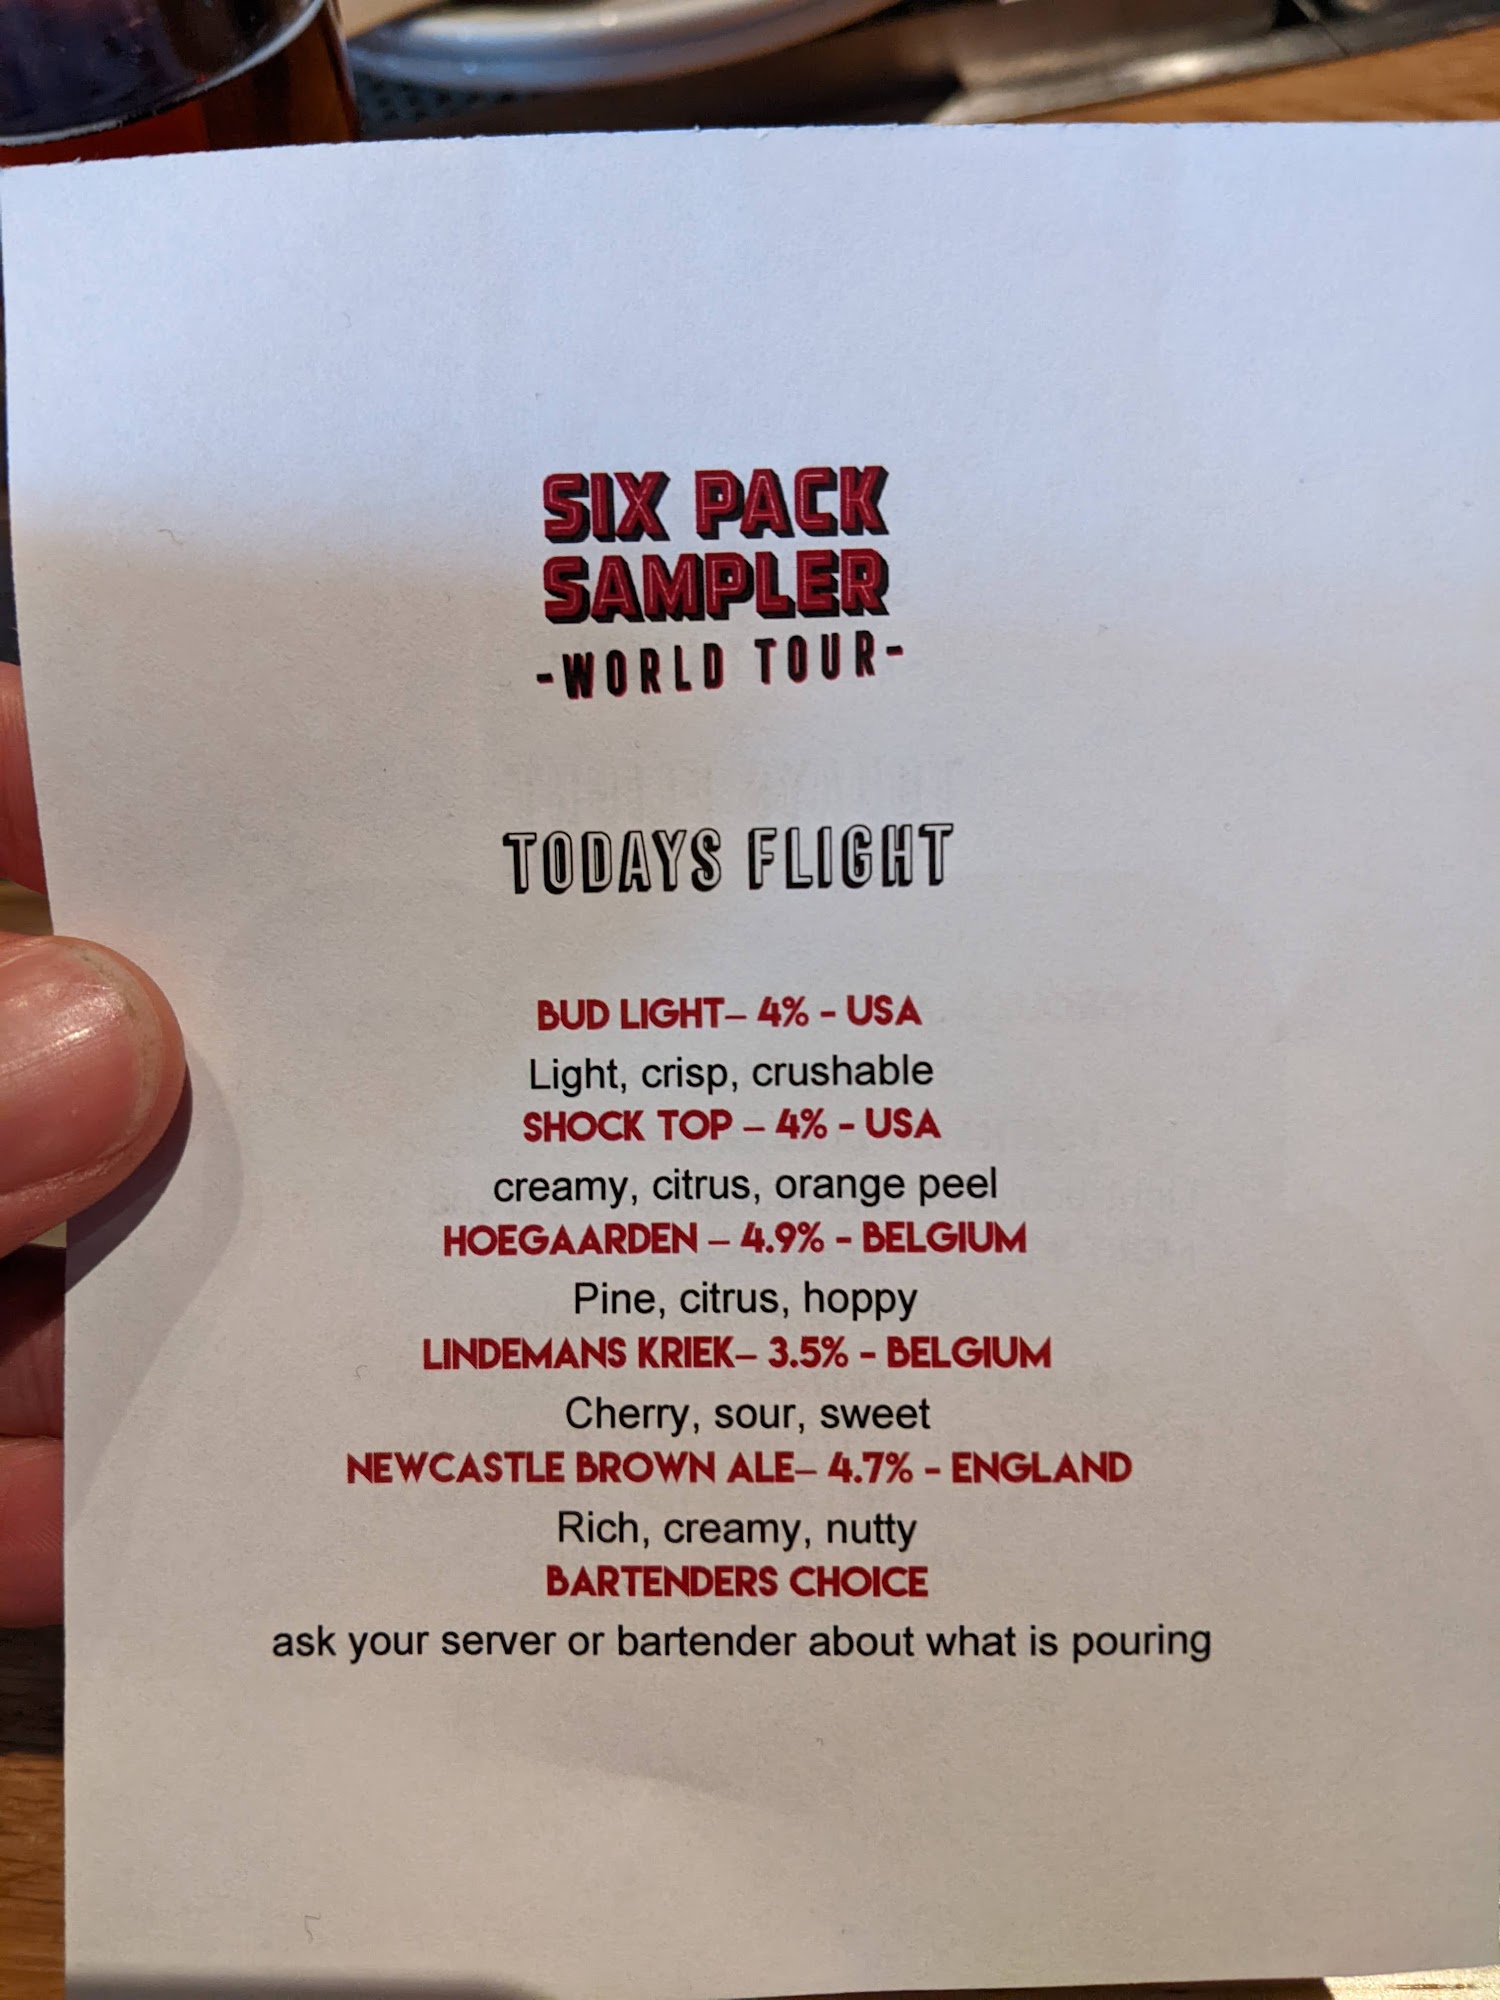 SIX PACK
SAMPLER
-WORLD TOUR-
TODAYS FLIGHT
BUD LIGHT– 4% - USA
Light, crisp, crushable
SHOCK TOP – 4% - USA
creamy, citrus, orange peel
HOEGAARDEN – 4.9% - BELGIUM
Pine, citrus, hoppy
LINDEMANS KRIEK– 3.5% - BELGIUM
Cherry, sour, sweet
NEWCASTLE BROWN ALE– 4.7% - ENGLAND
Rich, creamy, nutty
BARTENDERS CHOICE
ask your server or bartender about what is pouring